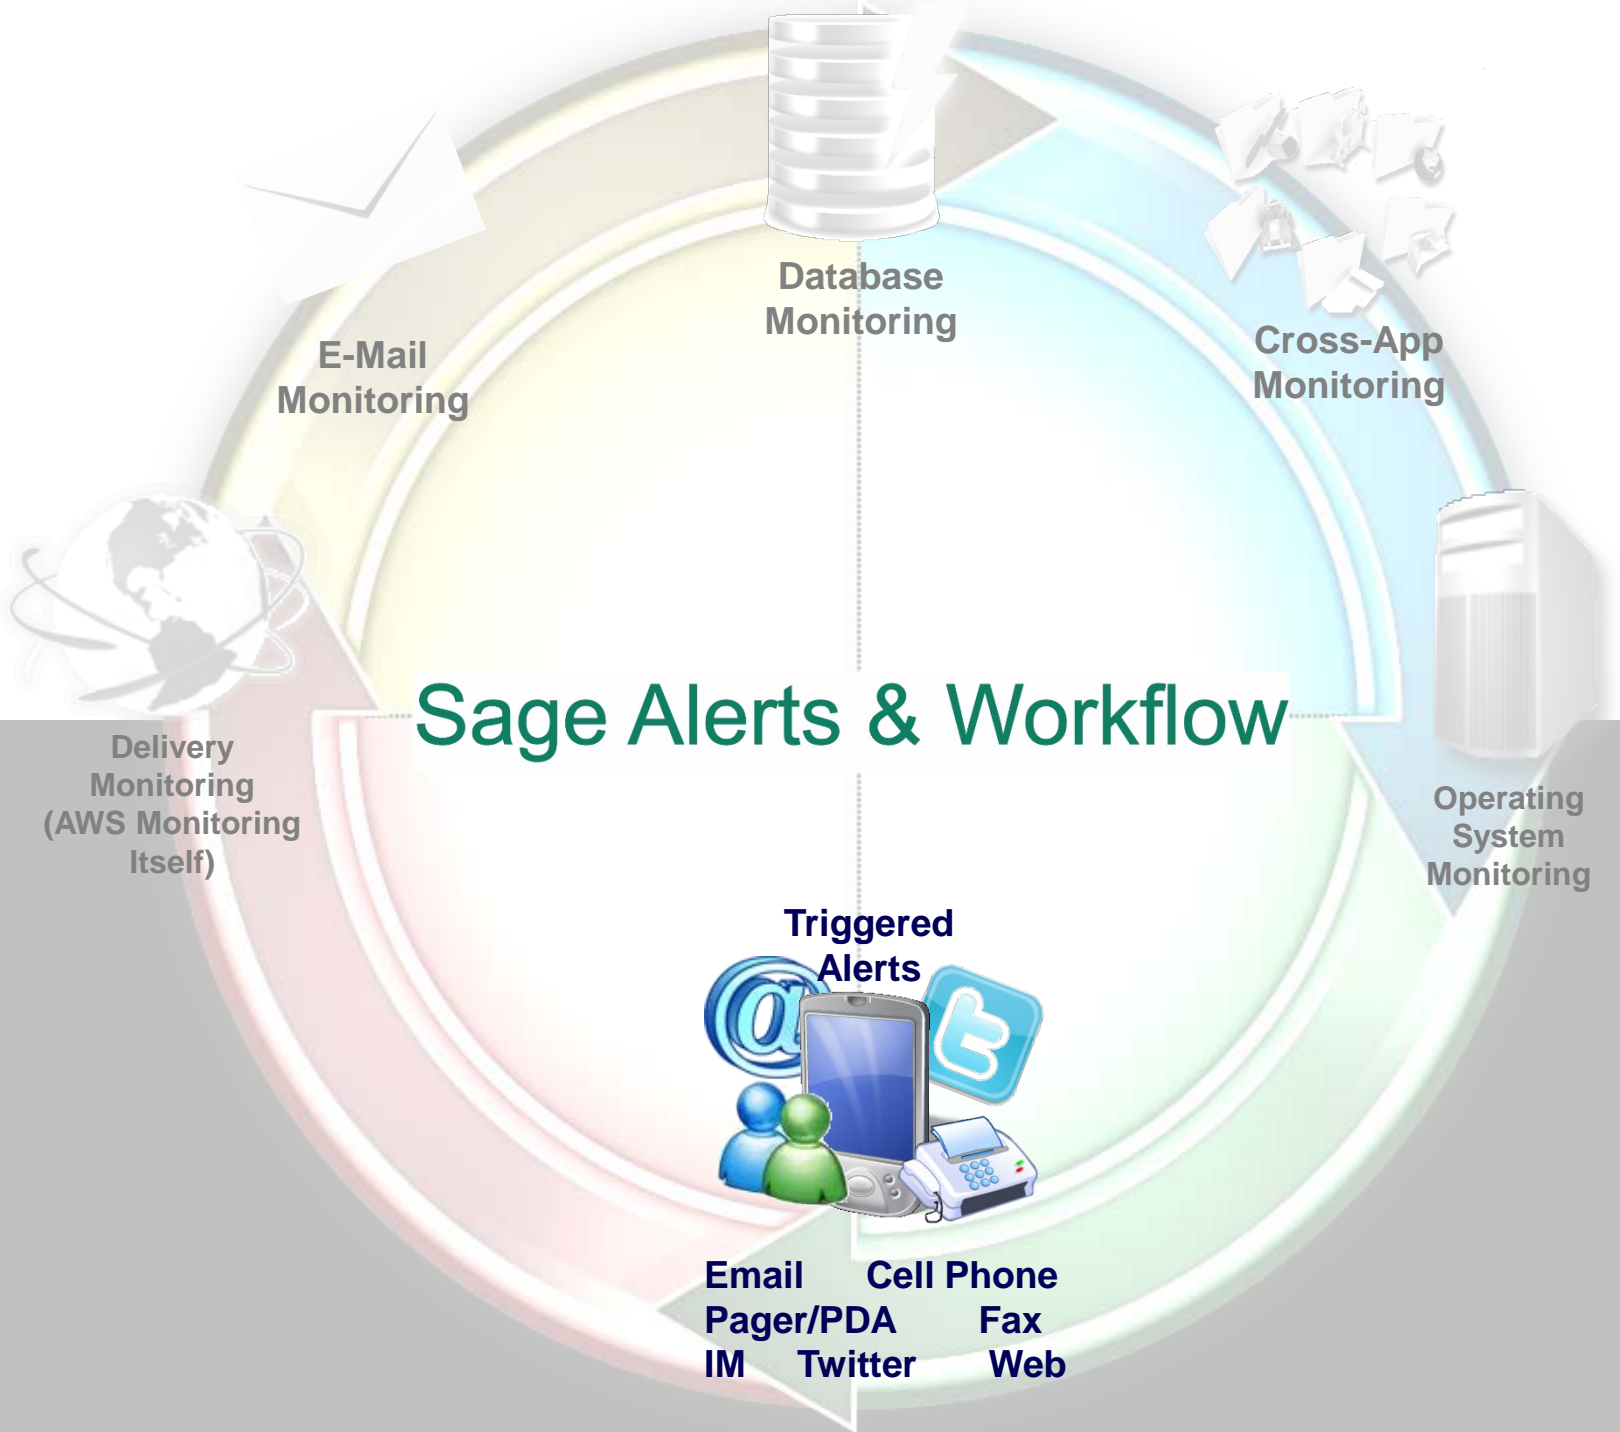 Database
Monitoring
Cross-App
Monitoring
E-Mail
Monitoring
Sage Alerts & Workflow
Delivery
Monitoring
(AWS Monitoring
Itself)
Operating
System
Monitoring
Triggered
Alerts
Email Cell Phone
Pager/PDA Fax
IM Twitter Web